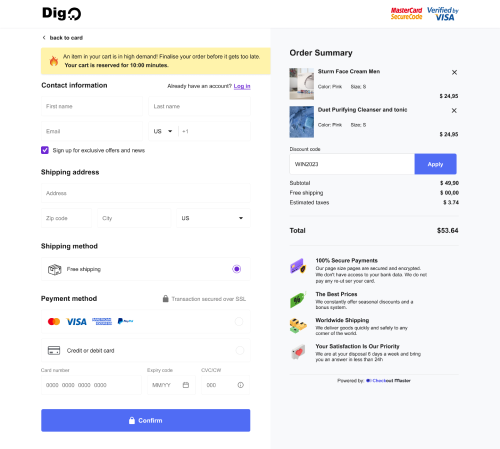 Dig
MasterCard
SecureCode
Verified by
VISA
back to card
An item in your cart is in high demand! Finalise your order before it gets too late.
Your cart is reserved for 10:00 minutes.
Contact information
Already have an account? Log in
First name
Last name
Email
US
+1
Sign up for exclusive offers and news
Shipping address
Address
Zip code
City
US
Shipping method
Free shipping
Payment method
Transaction secured over SSL
VISA
AMERICAN EXPRESS
PayPal
Credit or debit card
Card number
Expiry code
CVC/CW
0000 0000 0000 0000
MM/YY
000
Confirm
Order Summary
Sturm Face Cream Men
Color: Pink
Size: S
$ 24,95
Duet Purifying Cleanser and tonic
Color: Pink
Size: S
$ 24,95
Discount code
WIN2023
Apply
Subtotal
$ 49,90
Free shipping
$ 00,00
Estimated taxes
$ 3.74
Total
$53.64
100% Secure Payments
Our page size pages are secured and encrypted.
We don't have access to your bank data. We do not
pay any re-ut ser your card.
The Best Prices
We constantly offer seasonal discounts and a
bonus system.
Worldwide Shipping
We deliver goods quickly and safely to any
corner of the world.
Your Satisfaction Is Our Priority
We are at your disposal 6 days a week and bring
you an answer in less than 24h
Powered by: Checkout Master